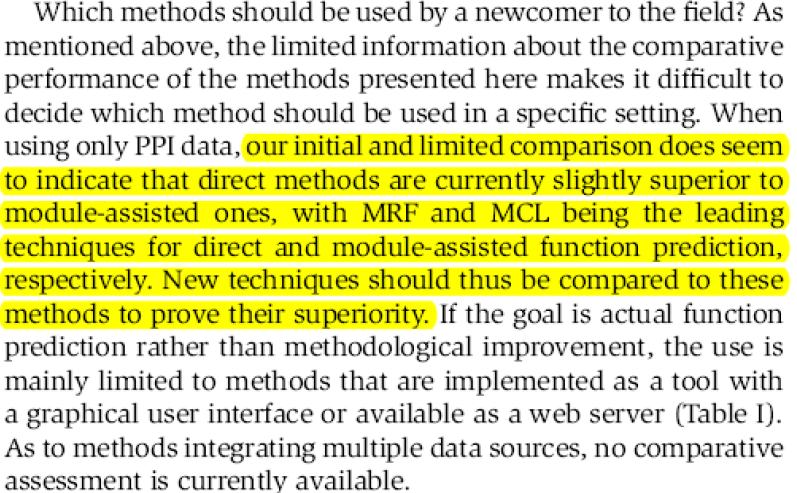 Which methods should be used by a newcomer to the field? As
mentioned above, the limited information about the comparative
performance of the methods presented here makes it difficult to
decide which method should be used in a specific setting. When
using only PPI data, our initial and limited comparison does seem
to indicate that direct methods are currently slightly superior to
module-assisted ones, with MRF and MCL being the leading
techniques for direct and module-assisted function prediction,
respectively. New techniques should thus be compared to these
methods to prove their superiority. If the goal is actual function
prediction rather than methodological improvement, the use is
mainly limited to methods that are implemented as a tool with
a graphical user interface or available as a web server (Table I).
As to methods integrating multiple data sources, no comparative
assessment is currently available.